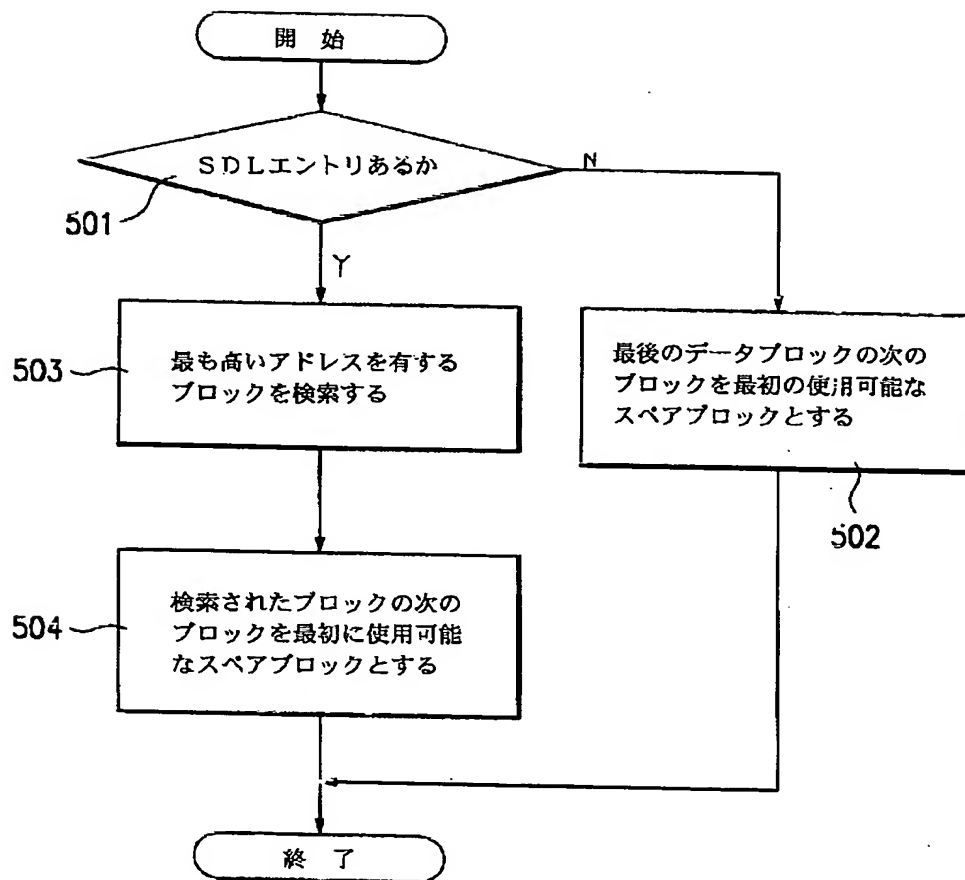 開 始
SDLエントリあるか
N
501
Y
503
最も高いアドレスを有する
ブロックを検索する
最後のデータブロックの次の
ブロックを最初の使用可能な
スペアブロックとする
502
504
検索されたブロックの次の
ブロックを最初に使用可能
なスペアブロックとする
終 了